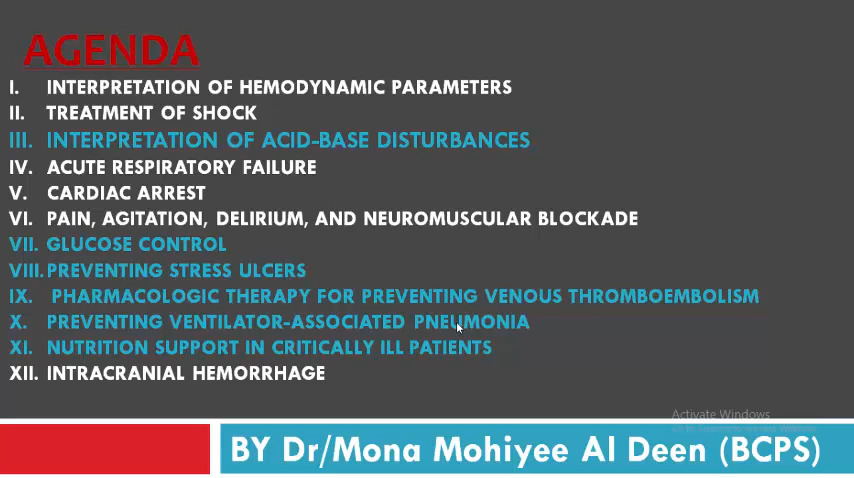 AGENDA
I. INTERPRETATION OF HEMODYNAMIC PARAMETERS
II. TREATMENT OF SHOCK
III. INTERPRETATION OF ACID-BASE DISTURBANCES
IV. ACUTE RESPIRATORY FAILURE
V. CARDIAC ARREST
VI. PAIN, AGITATION, DELIRIUM, AND NEUROMUSCULAR BLOCKADE
VII. GLUCOSE CONTROL
VIII. PREVENTING STRESS ULCERS
IX. PHARMACOLOGIC THERAPY FOR PREVENTING VENOUS THROMBOEMBOLISM
X. PREVENTING VENTILATOR-ASSOCIATED PNEUMONIA
XI. NUTRITION SUPPORT IN CRITICALLY ILL PATIENTS
XII. INTRACRANIAL HEMORRHAGE
Activate Windows
BY Dr/Mona Mohiyee Al Deen (BCPS)